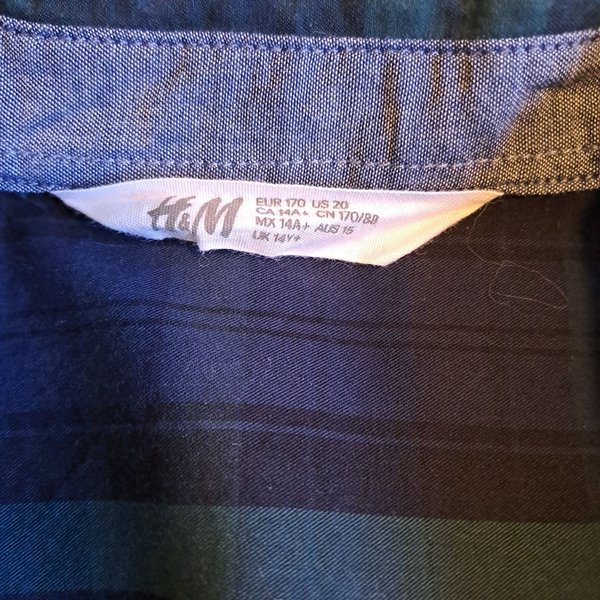 H&M
EUR 170 US 20
CA 14A+ CN 170/88
MX 14A+ AUS 15
UK 14Y+